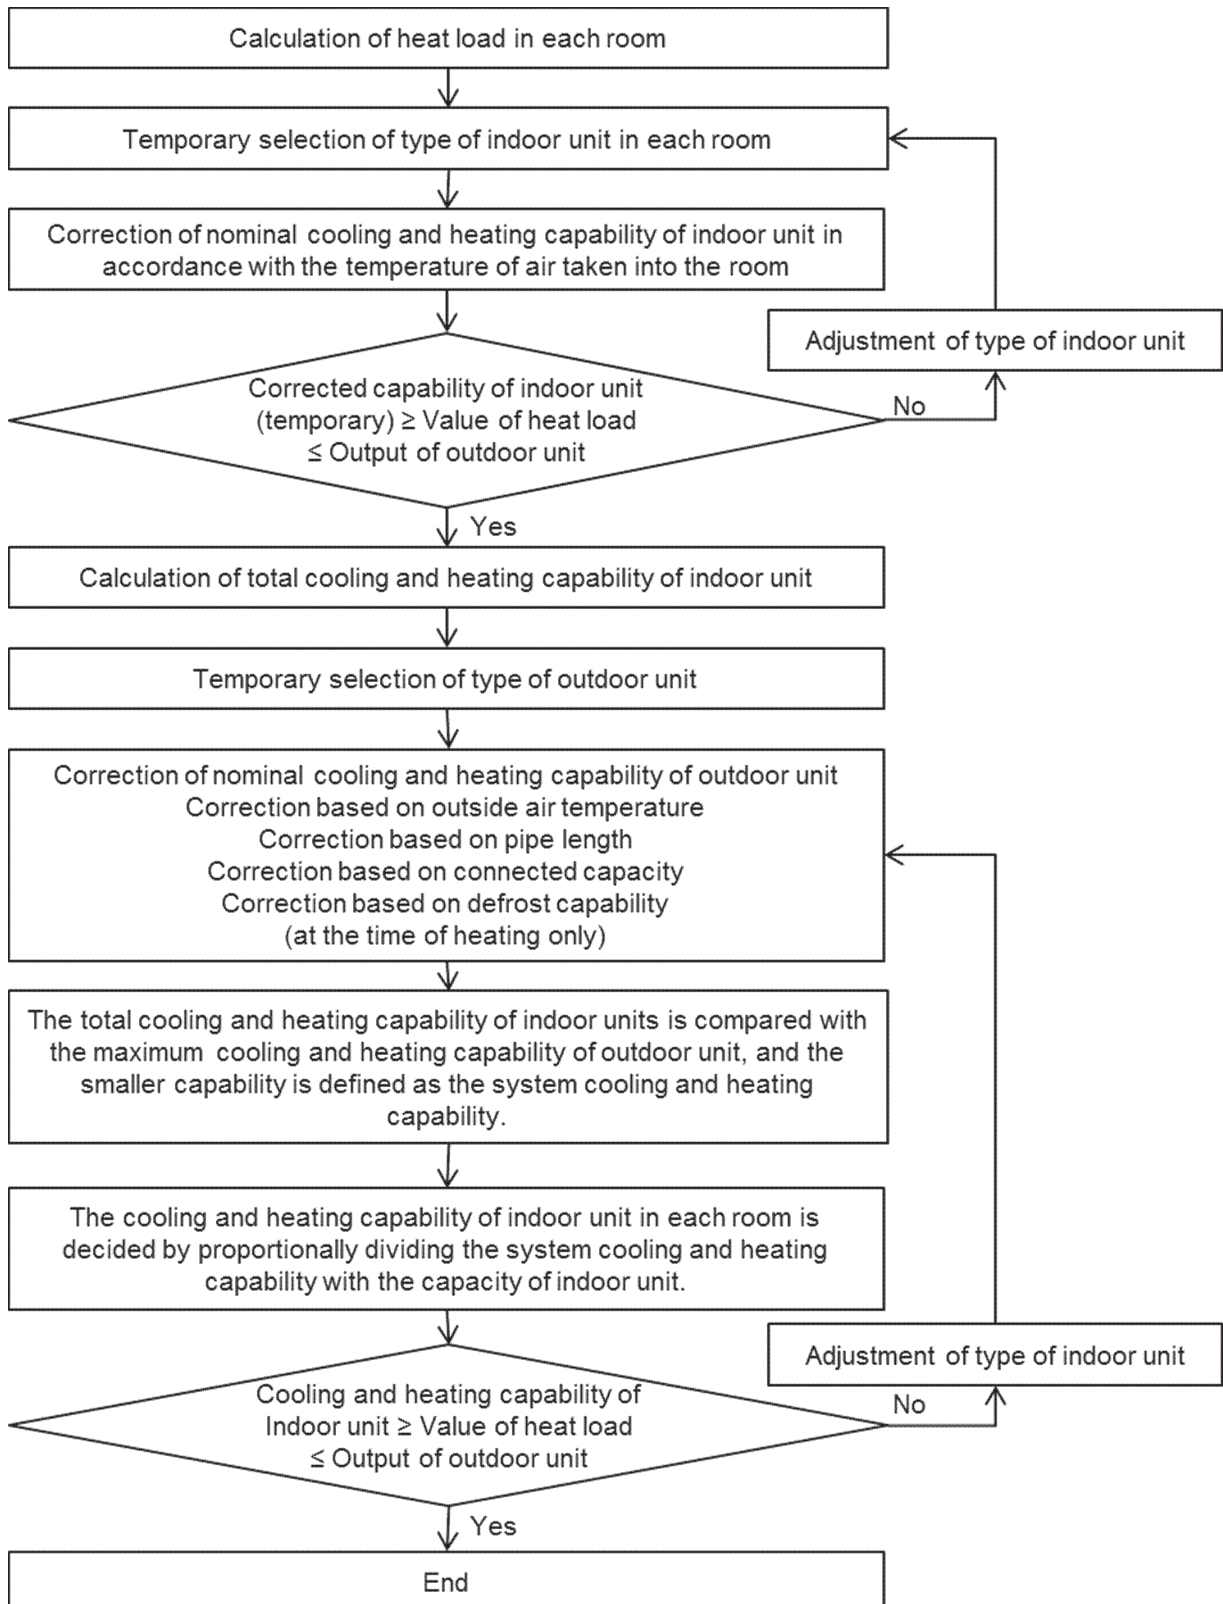 Calculation of heat load in each room
Temporary selection of type of indoor unit in each room
Correction of nominal cooling and heating capability of indoor unit in
accordance with the temperature of air taken into the room
Adjustment of type of indoor unit
Corrected capability of indoor unit
(temporary) ≥ Value of heat load
≤ Output of outdoor unit
No
Yes
Calculation of total cooling and heating capability of indoor unit
Temporary selection of type of outdoor unit
Correction of nominal cooling and heating capability of outdoor unit
Correction based on outside air temperature
Correction based on pipe length
Correction based on connected capacity
Correction based on defrost capability
(at the time of heating only)
The total cooling and heating capability of indoor units is compared with
the maximum cooling and heating capability of outdoor unit, and the
smaller capability is defined as the system cooling and heating
capability.
The cooling and heating capability of indoor unit in each room is
decided by proportionally dividing the system cooling and heating
capability with the capacity of indoor unit.
Adjustment of type of indoor unit
Cooling and heating capability of
Indoor unit ≥ Value of heat load
≤ Output of outdoor unit
No
Yes
End